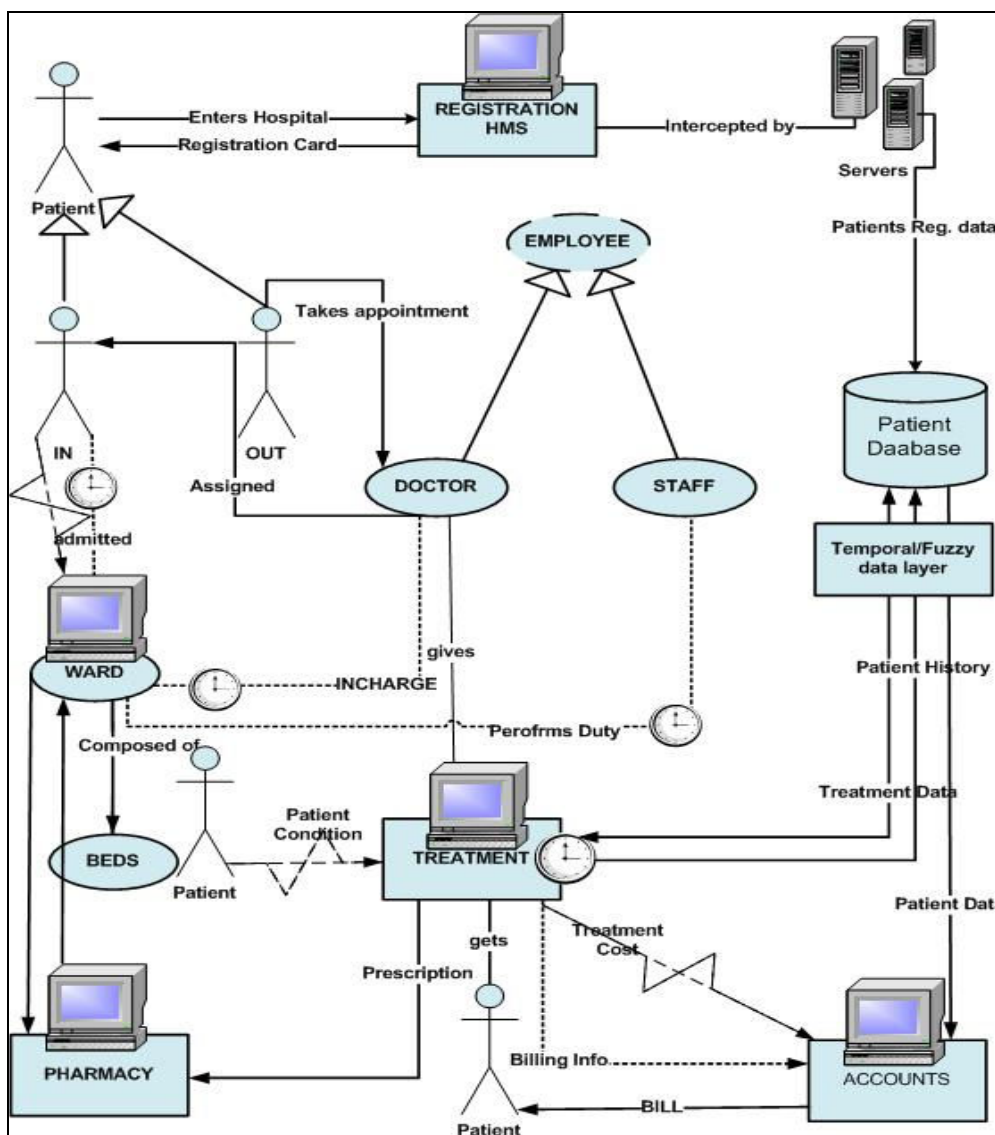 REGISTRATION
HMS
Enters Hospital
Registration Card
Intercepted by
Servers
Patient
Patients Reg. data
EMPLOYEE
Takes appointment
Patient
Daabase
IN
OUT
Assigned
DOCTOR
STAFF
admitted
Temporal/Fuzzy
data layer
gives
WARD
INCHARGE
Patient History
Perofrms Duty
Composed of
Treatment Data
Patient
Condition
TREATMENT
BEDS
Patient
Patient Dat
gets
Treatment
Cost
Prescription
Billing Info
PHARMACY
ACCOUNTS
BILL
Patient